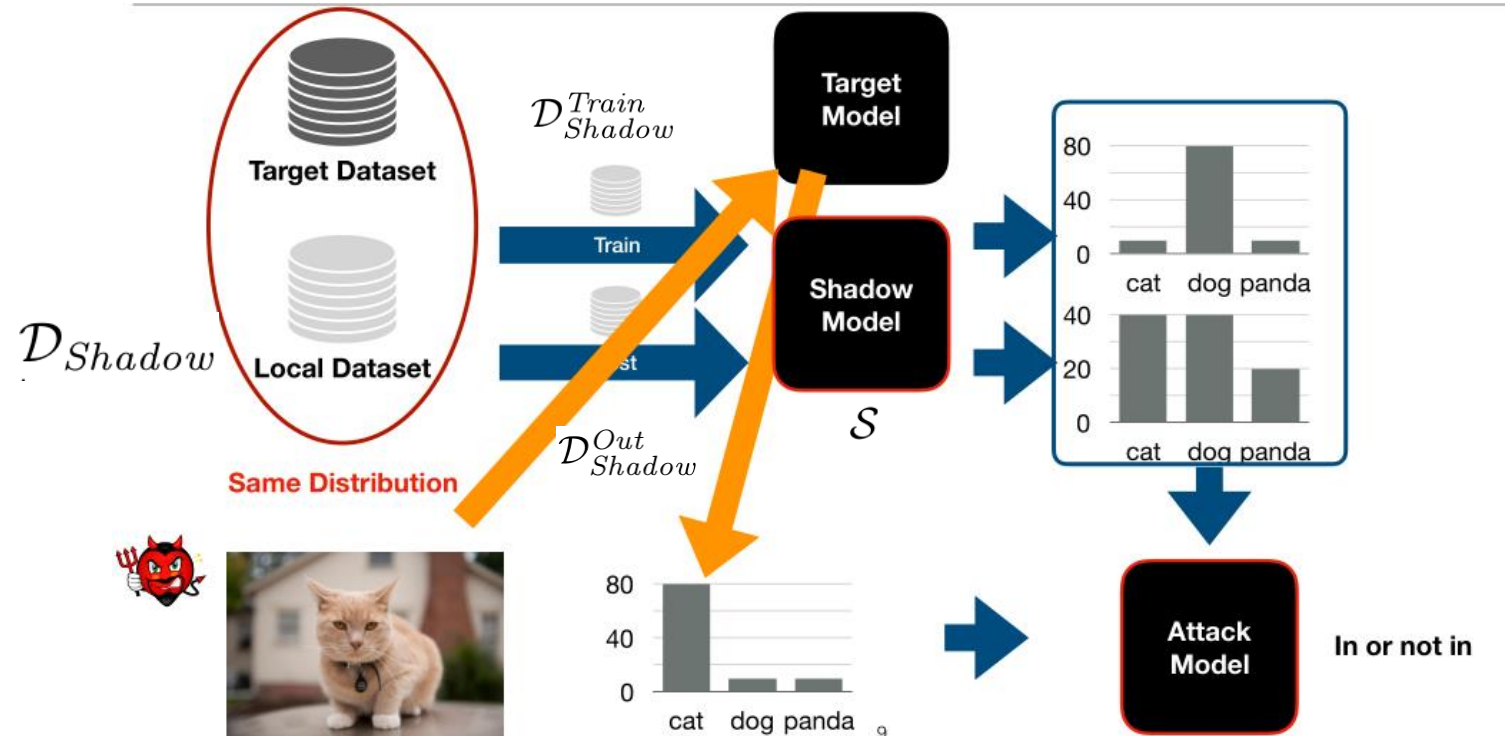 Target Dataset
Local Dataset
Same Distribution
𝒟_{Shadow}
𝒟^{Train}_{Shadow}
Train
st
𝒟^{Out}_{Shadow}
Target
Model
Shadow
Model
𝒮
80
40
0
cat dog panda
40
20
0
cat dog panda
80
40
0
cat dog panda
9
Attack
Model
In or not in